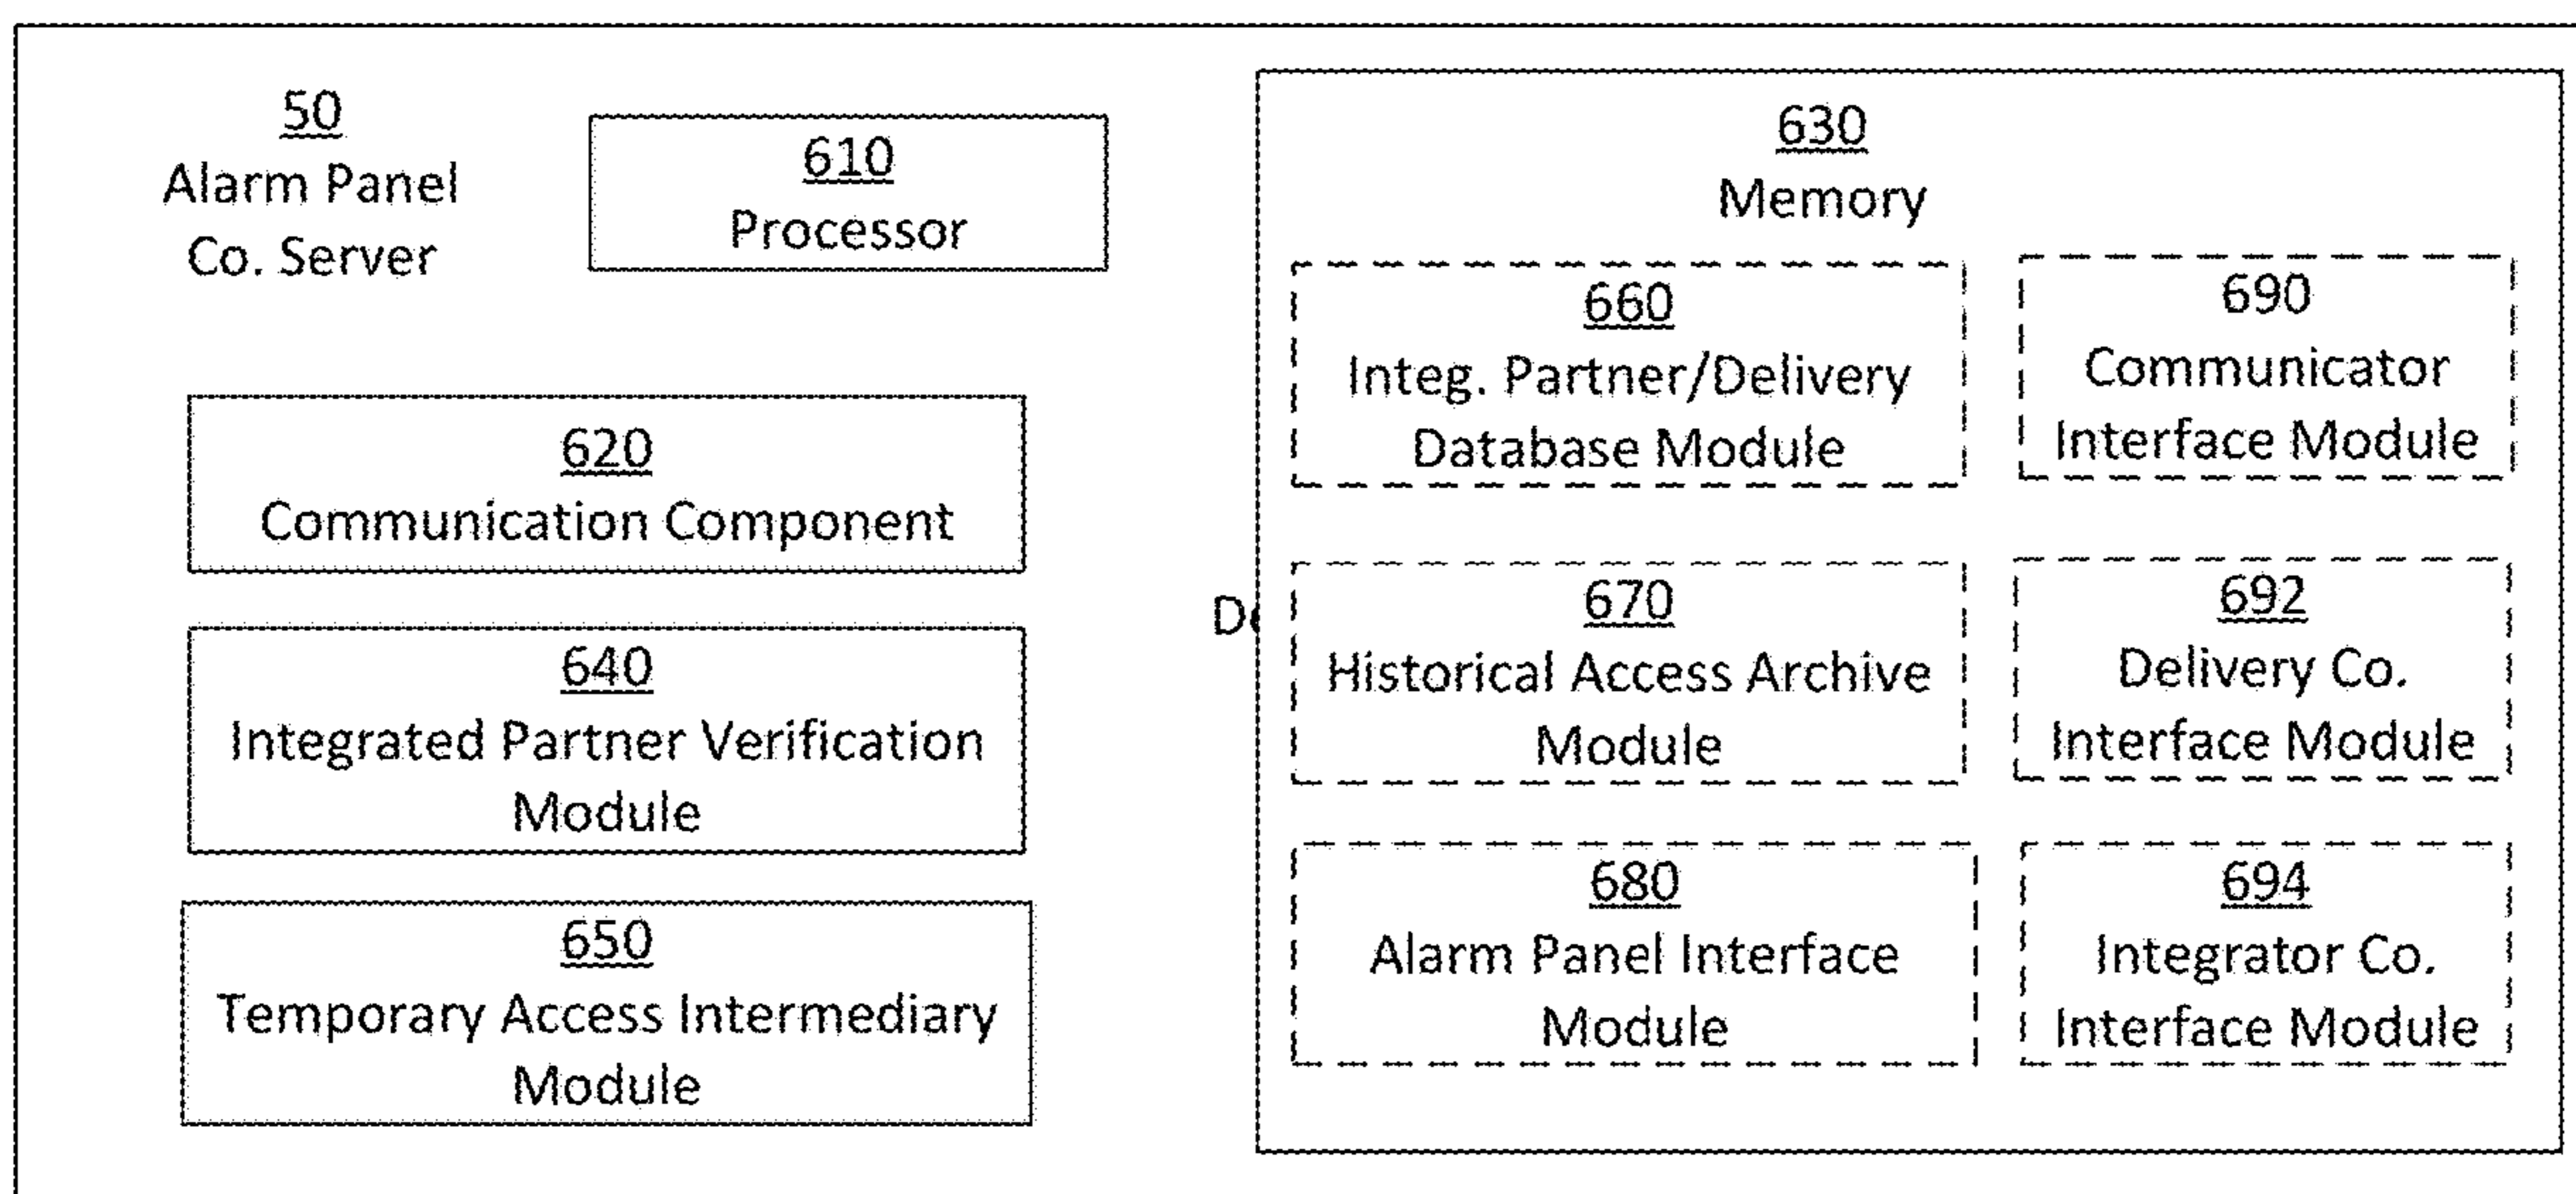 50
Alarm Panel
Co. Server
610
Processor
620
Communication Component
640
Integrated Partner Verification
Module
650
Temporary Access Intermediary
Module
630
Memory
660
Integ. Partner/Delivery
Database Module
690
Communicator
Interface Module
670
Historical Access Archive
Module
692
Delivery Co.
Interface Module
680
Alarm Panel Interface
Module
694
Integrator Co.
Interface Module